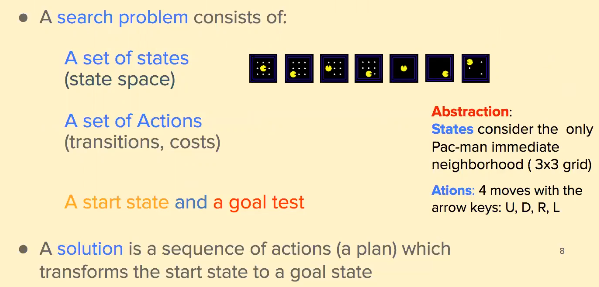 ● A search problem consists of:
A set of states
(state space)
A set of Actions
(transitions, costs)
Abstraction:
States consider the only
Pac-man immediate
neighborhood ( 3x3 grid)
Ations: 4 moves with the
arrow keys: U, D, R, L
A start state and a goal test
● A solution is a sequence of actions (a plan) which
transforms the start state to a goal state
8